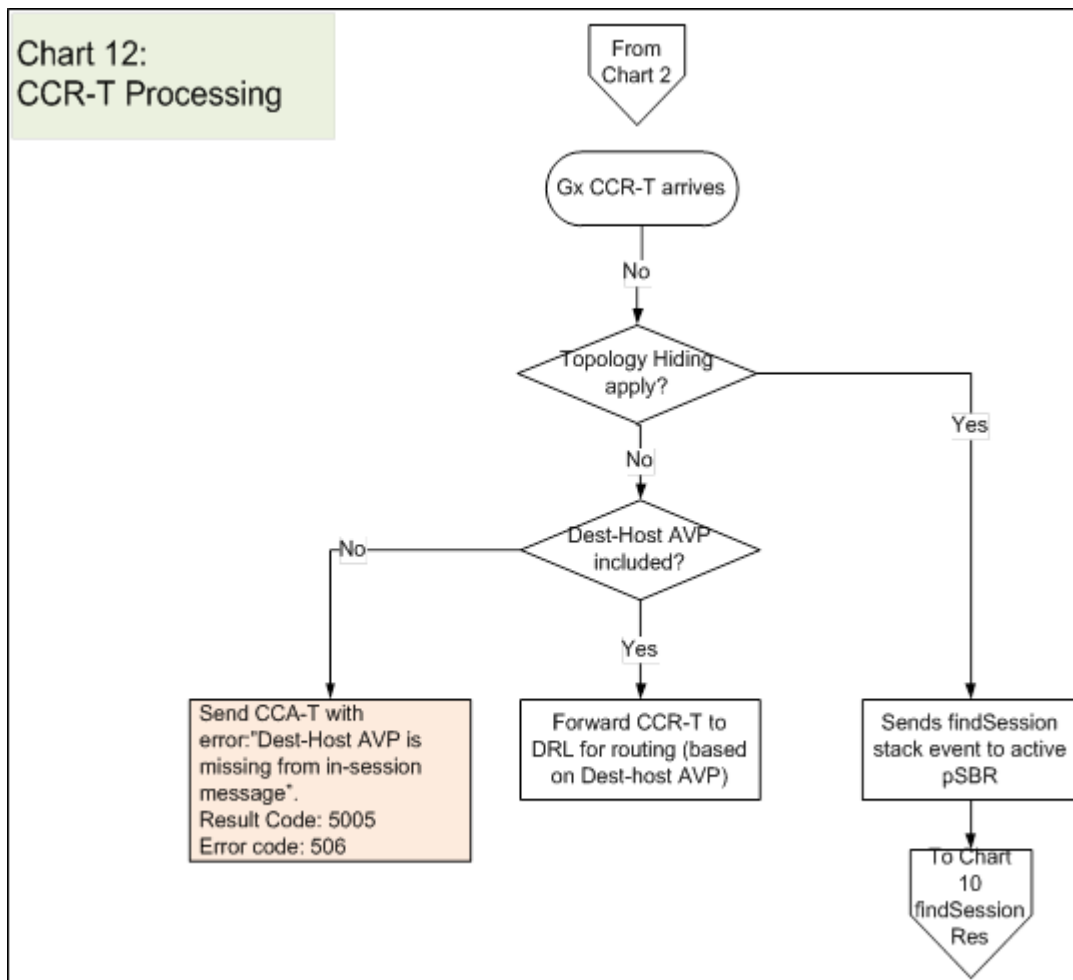 Chart 12:
CCR-T Processing
From
Chart 2
Gx CCR-T arrives
No
Topology Hiding
apply?
Yes
No
Dest-Host AVP
included?
No
Yes
Send CCA-T with
error:"Dest-Host AVP is
missing from in-session
message".
Result Code: 5005
Error code: 506
Forward CCR-T to
DRL for routing (based
on Dest-host AVP)
Sends findSession
stack event to active
pSBR
To Chart
10
findSession
Res